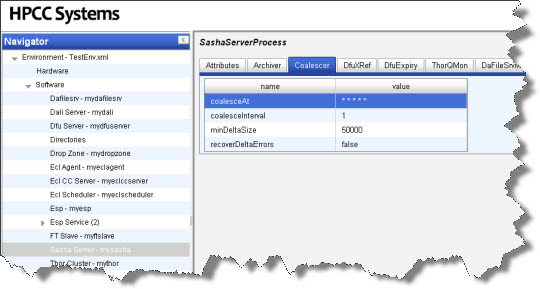 HPCC Systems
Navigator
Environment - TestEnv.xml
Hardware
Software
Dafilesrv - mydafilesrv
Dali Server - mydali
Dfu Server - mydfuserver
Directories
Drop Zone - mydropzone
Ecl Agent - myeclagent
Ecl CC Server - myeclccserver
Ecl Scheduler - myeclscheduler
Esp - myesp
Esp Service (2)
FT Slave - myftslave
Sasha Server - mysasha
Thor Cluster - mythor
SashaServerProcess
Attributes Archiver Coalescer DfuXRef DfuExpiry ThorQMon
name value
coalesceAt * * * * *
coalesceInterval 1
minDeltaSize 50000
recoverDeltaErrors false